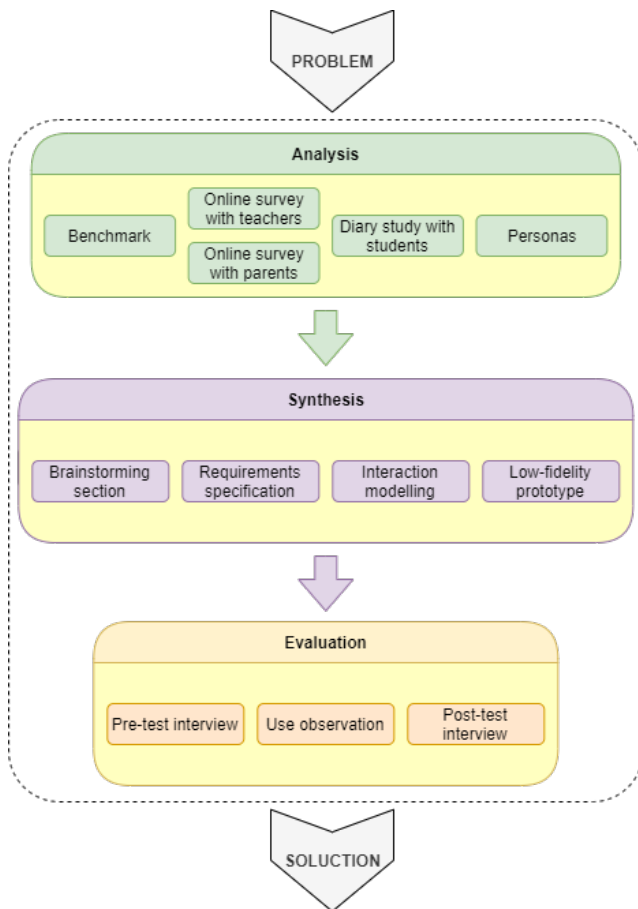 PROBLEM
Analysis
Benchmark
Online survey
with teachers
Online survey
with parents
Diary study with
students
Personas
Synthesis
Brainstorming
section
Requirements
specification
Interaction
modelling
Low-fidelity
prototype
Evaluation
Pre-test interview
Use observation
Post-test
interview
SOLUCTION